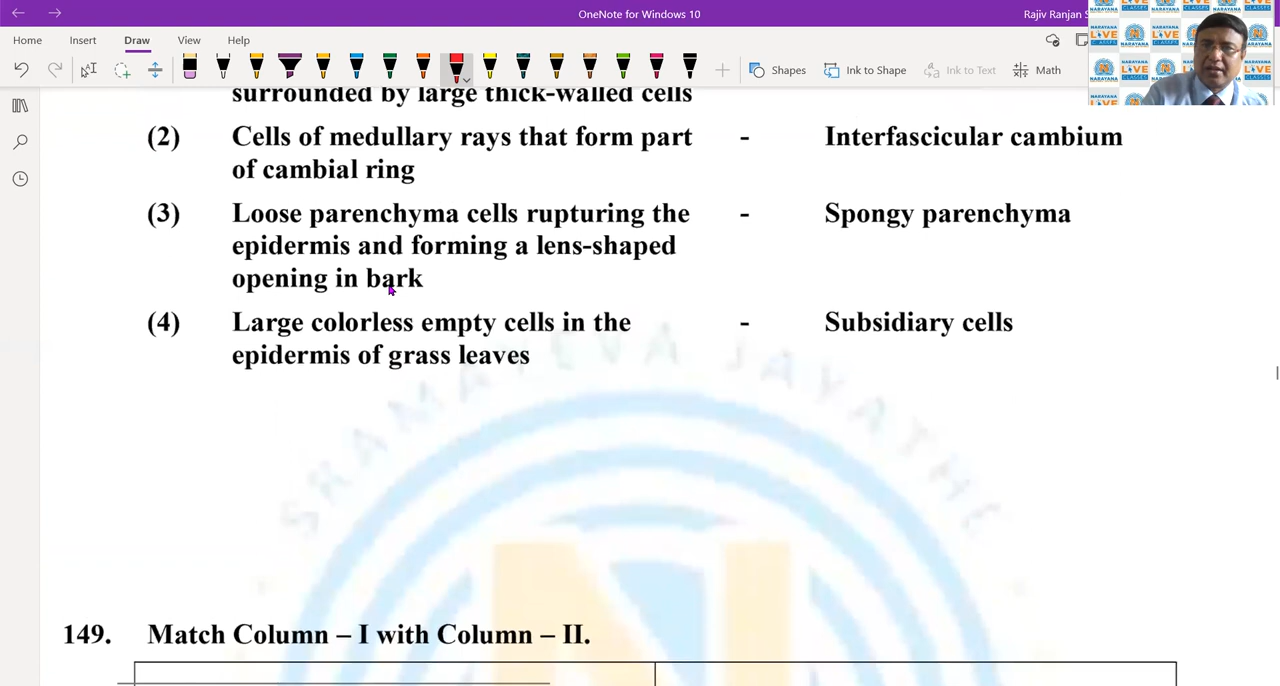 OneNote for Windows 10
Rajiv Ranjan S
Home Insert Draw View Help
Shapes Ink to Shape Ink to Text Math
NARAYANA LIVE CLASSES
surrounded by large thick-walled cells
(2) Cells of medullary rays that form part - Interfascicular cambium
of cambial ring
(3) Loose parenchyma cells rupturing the - Spongy parenchyma
epidermis and forming a lens-shaped
opening in bark
(4) Large colorless empty cells in the - Subsidiary cells
epidermis of grass leaves
149. Match Column – I with Column – II.